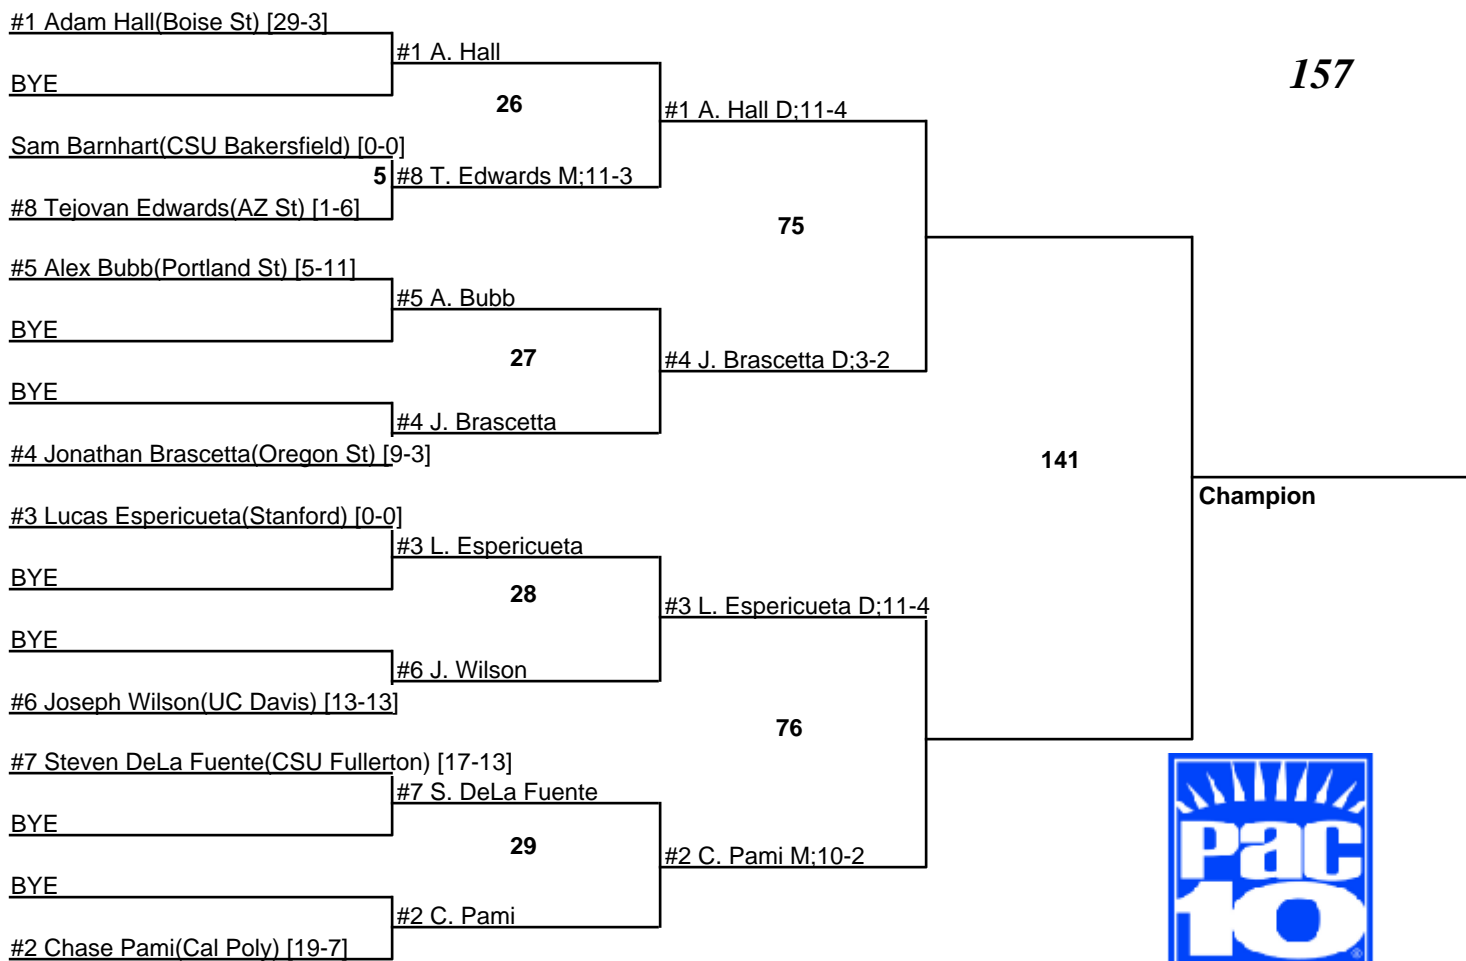 #1 Adam Hall(Boise St) [29-3]
#1 A. Hall
157
BYE
26
#1 A. Hall D;11-4
Sam Barnhart(CSU Bakersfield) [0-0]
5
#8 T. Edwards M;11-3
#8 Tejovan Edwards(AZ St) [1-6]
75
#5 Alex Bubb(Portland St) [5-11]
#5 A. Bubb
BYE
27
#4 J. Brascetta D;3-2
BYE
#4 J. Brascetta
#4 Jonathan Brascetta(Oregon St) [9-3]
141
Champion
#3 Lucas Espericueta(Stanford) [0-0]
#3 L. Espericueta
BYE
28
#3 L. Espericueta D;11-4
BYE
#6 J. Wilson
#6 Joseph Wilson(UC Davis) [13-13]
76
#7 Steven DeLa Fuente(CSU Fullerton) [17-13]
#7 S. DeLa Fuente
BYE
29
#2 C. Pami M;10-2
BYE
#2 C. Pami
#2 Chase Pami(Cal Poly) [19-7]
Pac
10
®